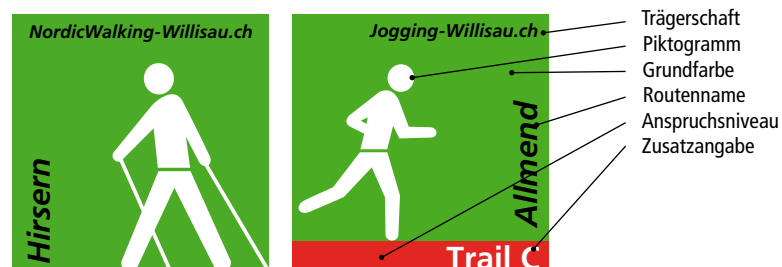 NordicWalking-Willisau.ch
Hirsern
Jogging-Willisau.ch
Allmend
Trail C
Trägerschaft
Piktogramm
Grundfarbe
Routenname
Anspruchsniveau
Zusatzangabe